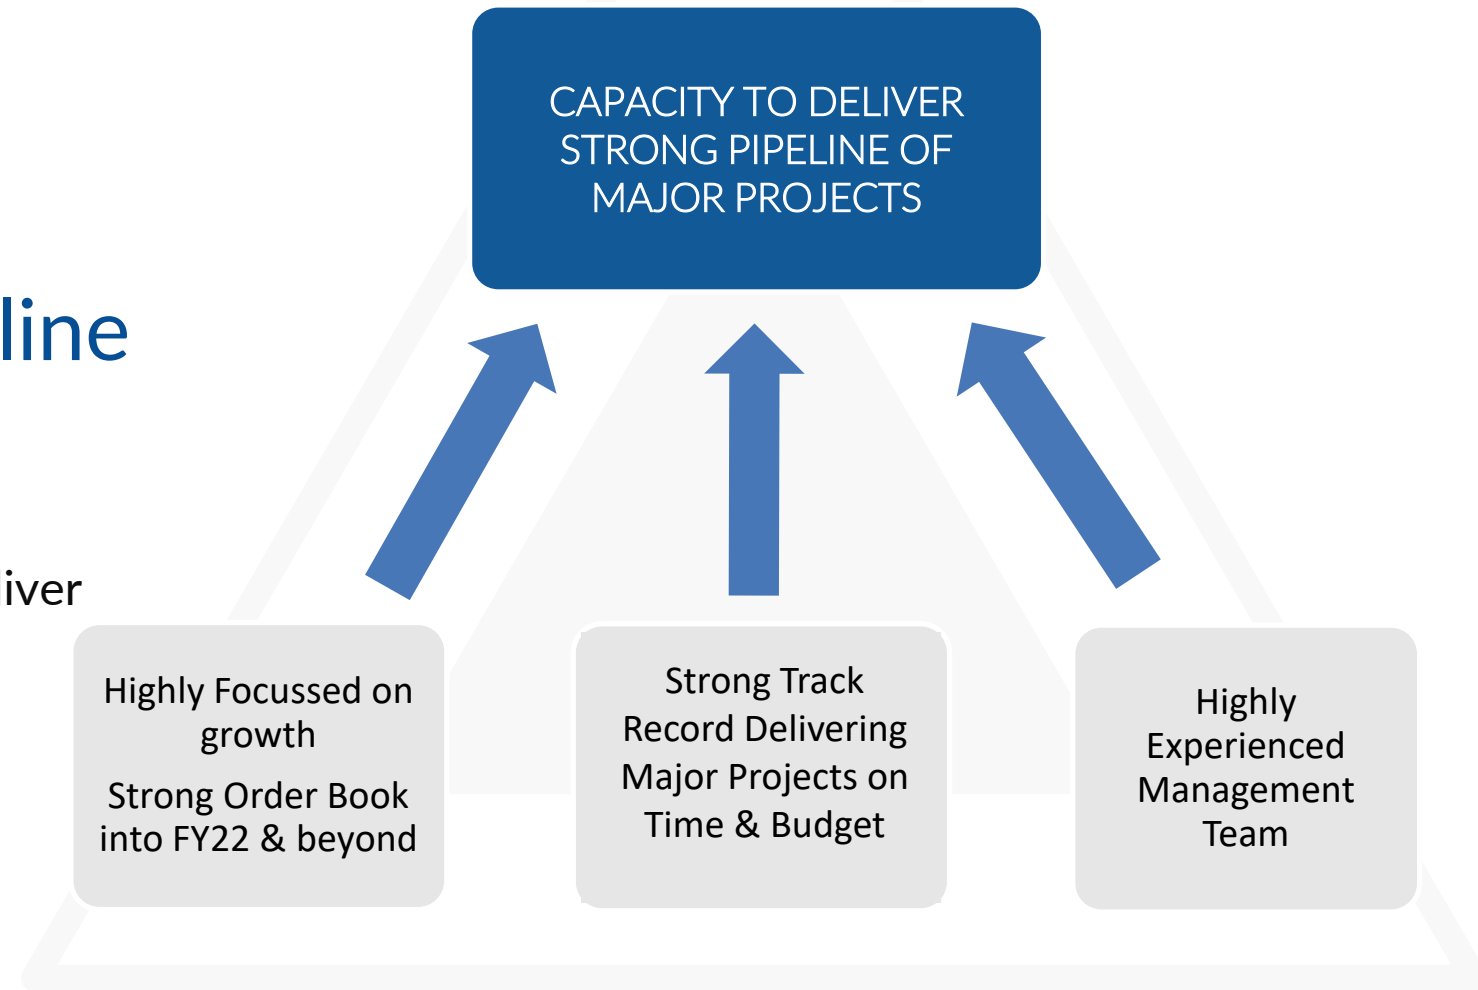 CAPACITY TO DELIVER
STRONG PIPELINE OF
MAJOR PROJECTS
line
liver
Highly Focussed on
growth
Strong Order Book
into FY22 & beyond
Strong Track
Record Delivering
Major Projects on
Time & Budget
Highly
Experienced
Management
Team